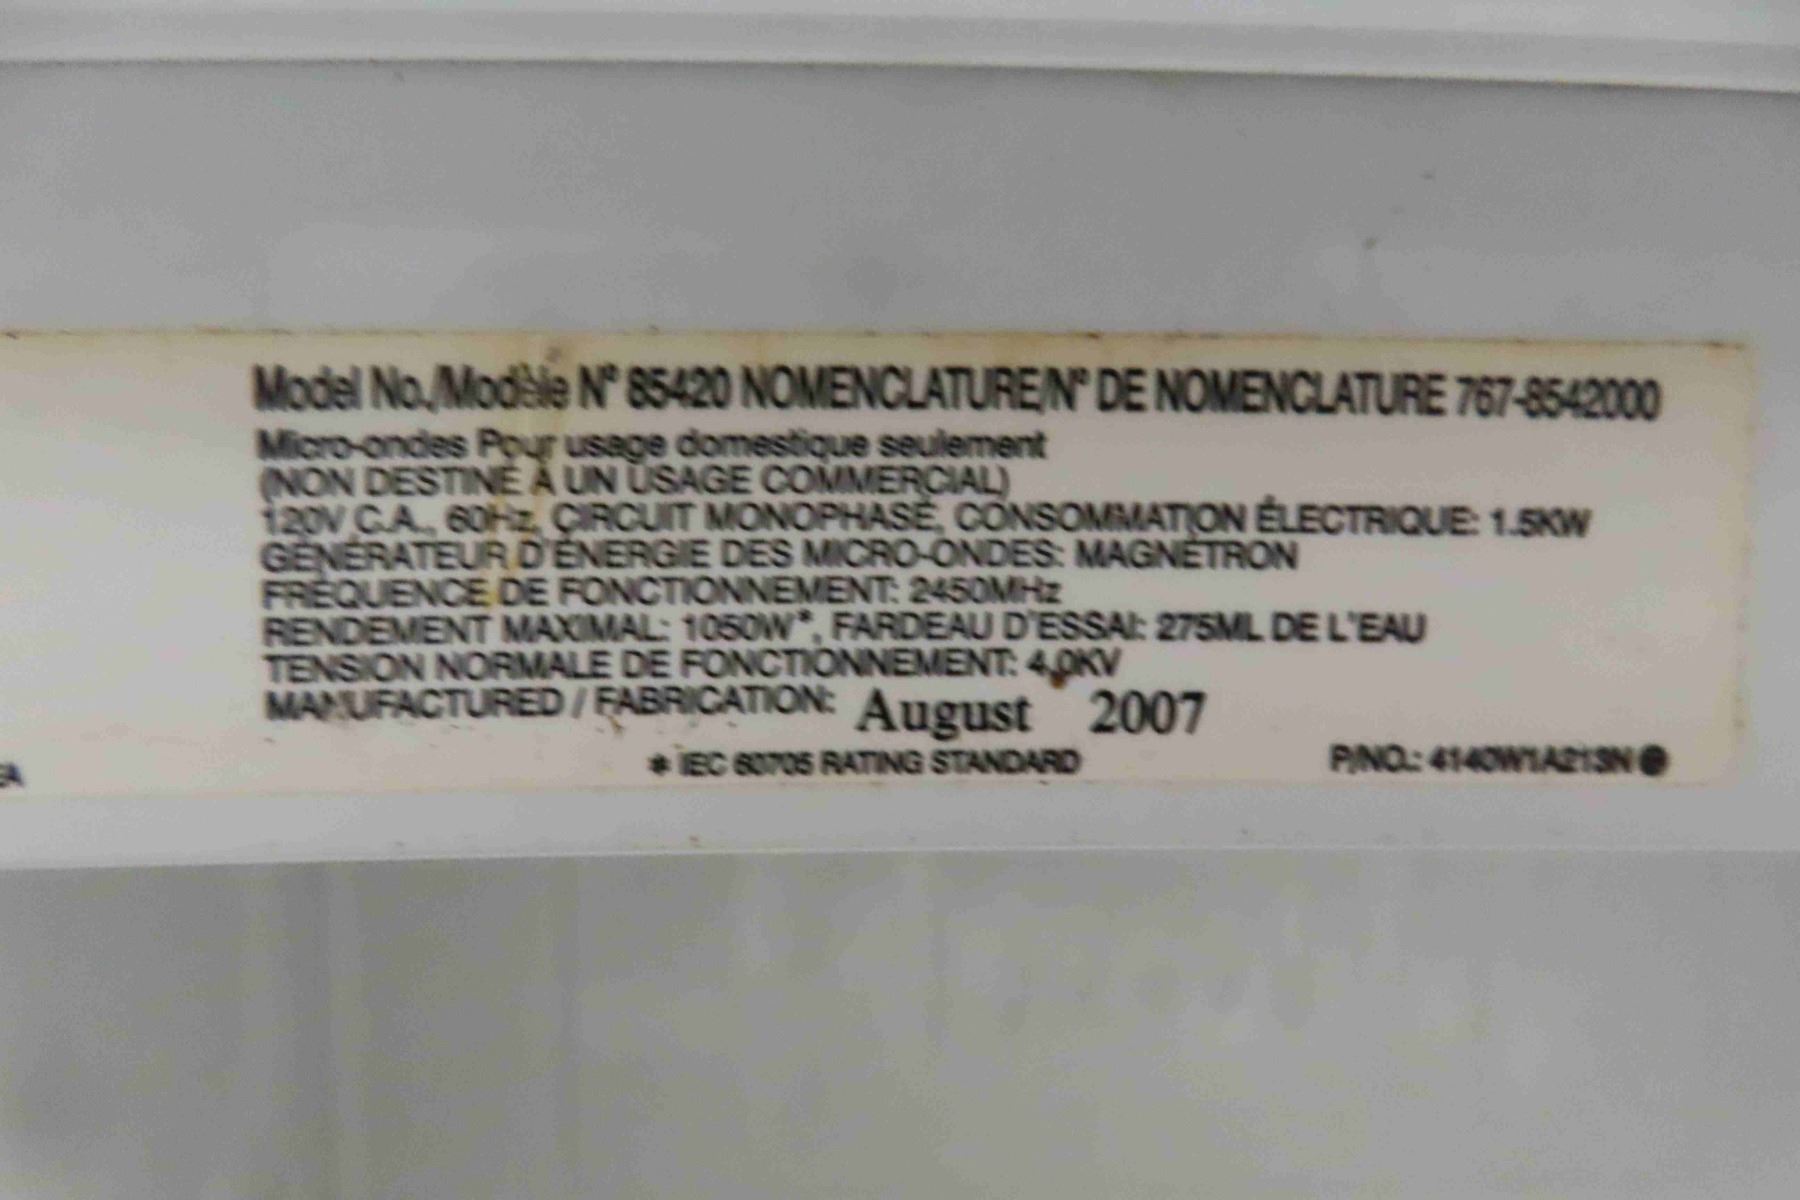 Model No./Modèle N° 85420 NOMENCLATURE/N° DE NOMENCLATURE 767-8542000
Micro-ondes Pour usage domestique seulement
(NON DESTINÉ À UN USAGE COMMERCIAL)
120V C.A., 60Hz, CIRCUIT MONOPHASÉ, CONSOMMATION ÉLECTRIQUE: 1.5KW
GÉNÉRATEUR D'ÉNERGIE DES MICRO-ONDES: MAGNÉTRON
FRÉQUENCE DE FONCTIONNEMENT: 2450MHz
RENDEMENT MAXIMAL: 1050W*, FARDEAU D'ESSAI: 275ML DE L'EAU
TENSION NORMALE DE FONCTIONNEMENT: 4.0KV
MANUFACTURED / FABRICATION: August 2007
* IEC 60705 RATING STANDARD P/NO.: 4140W1A213N